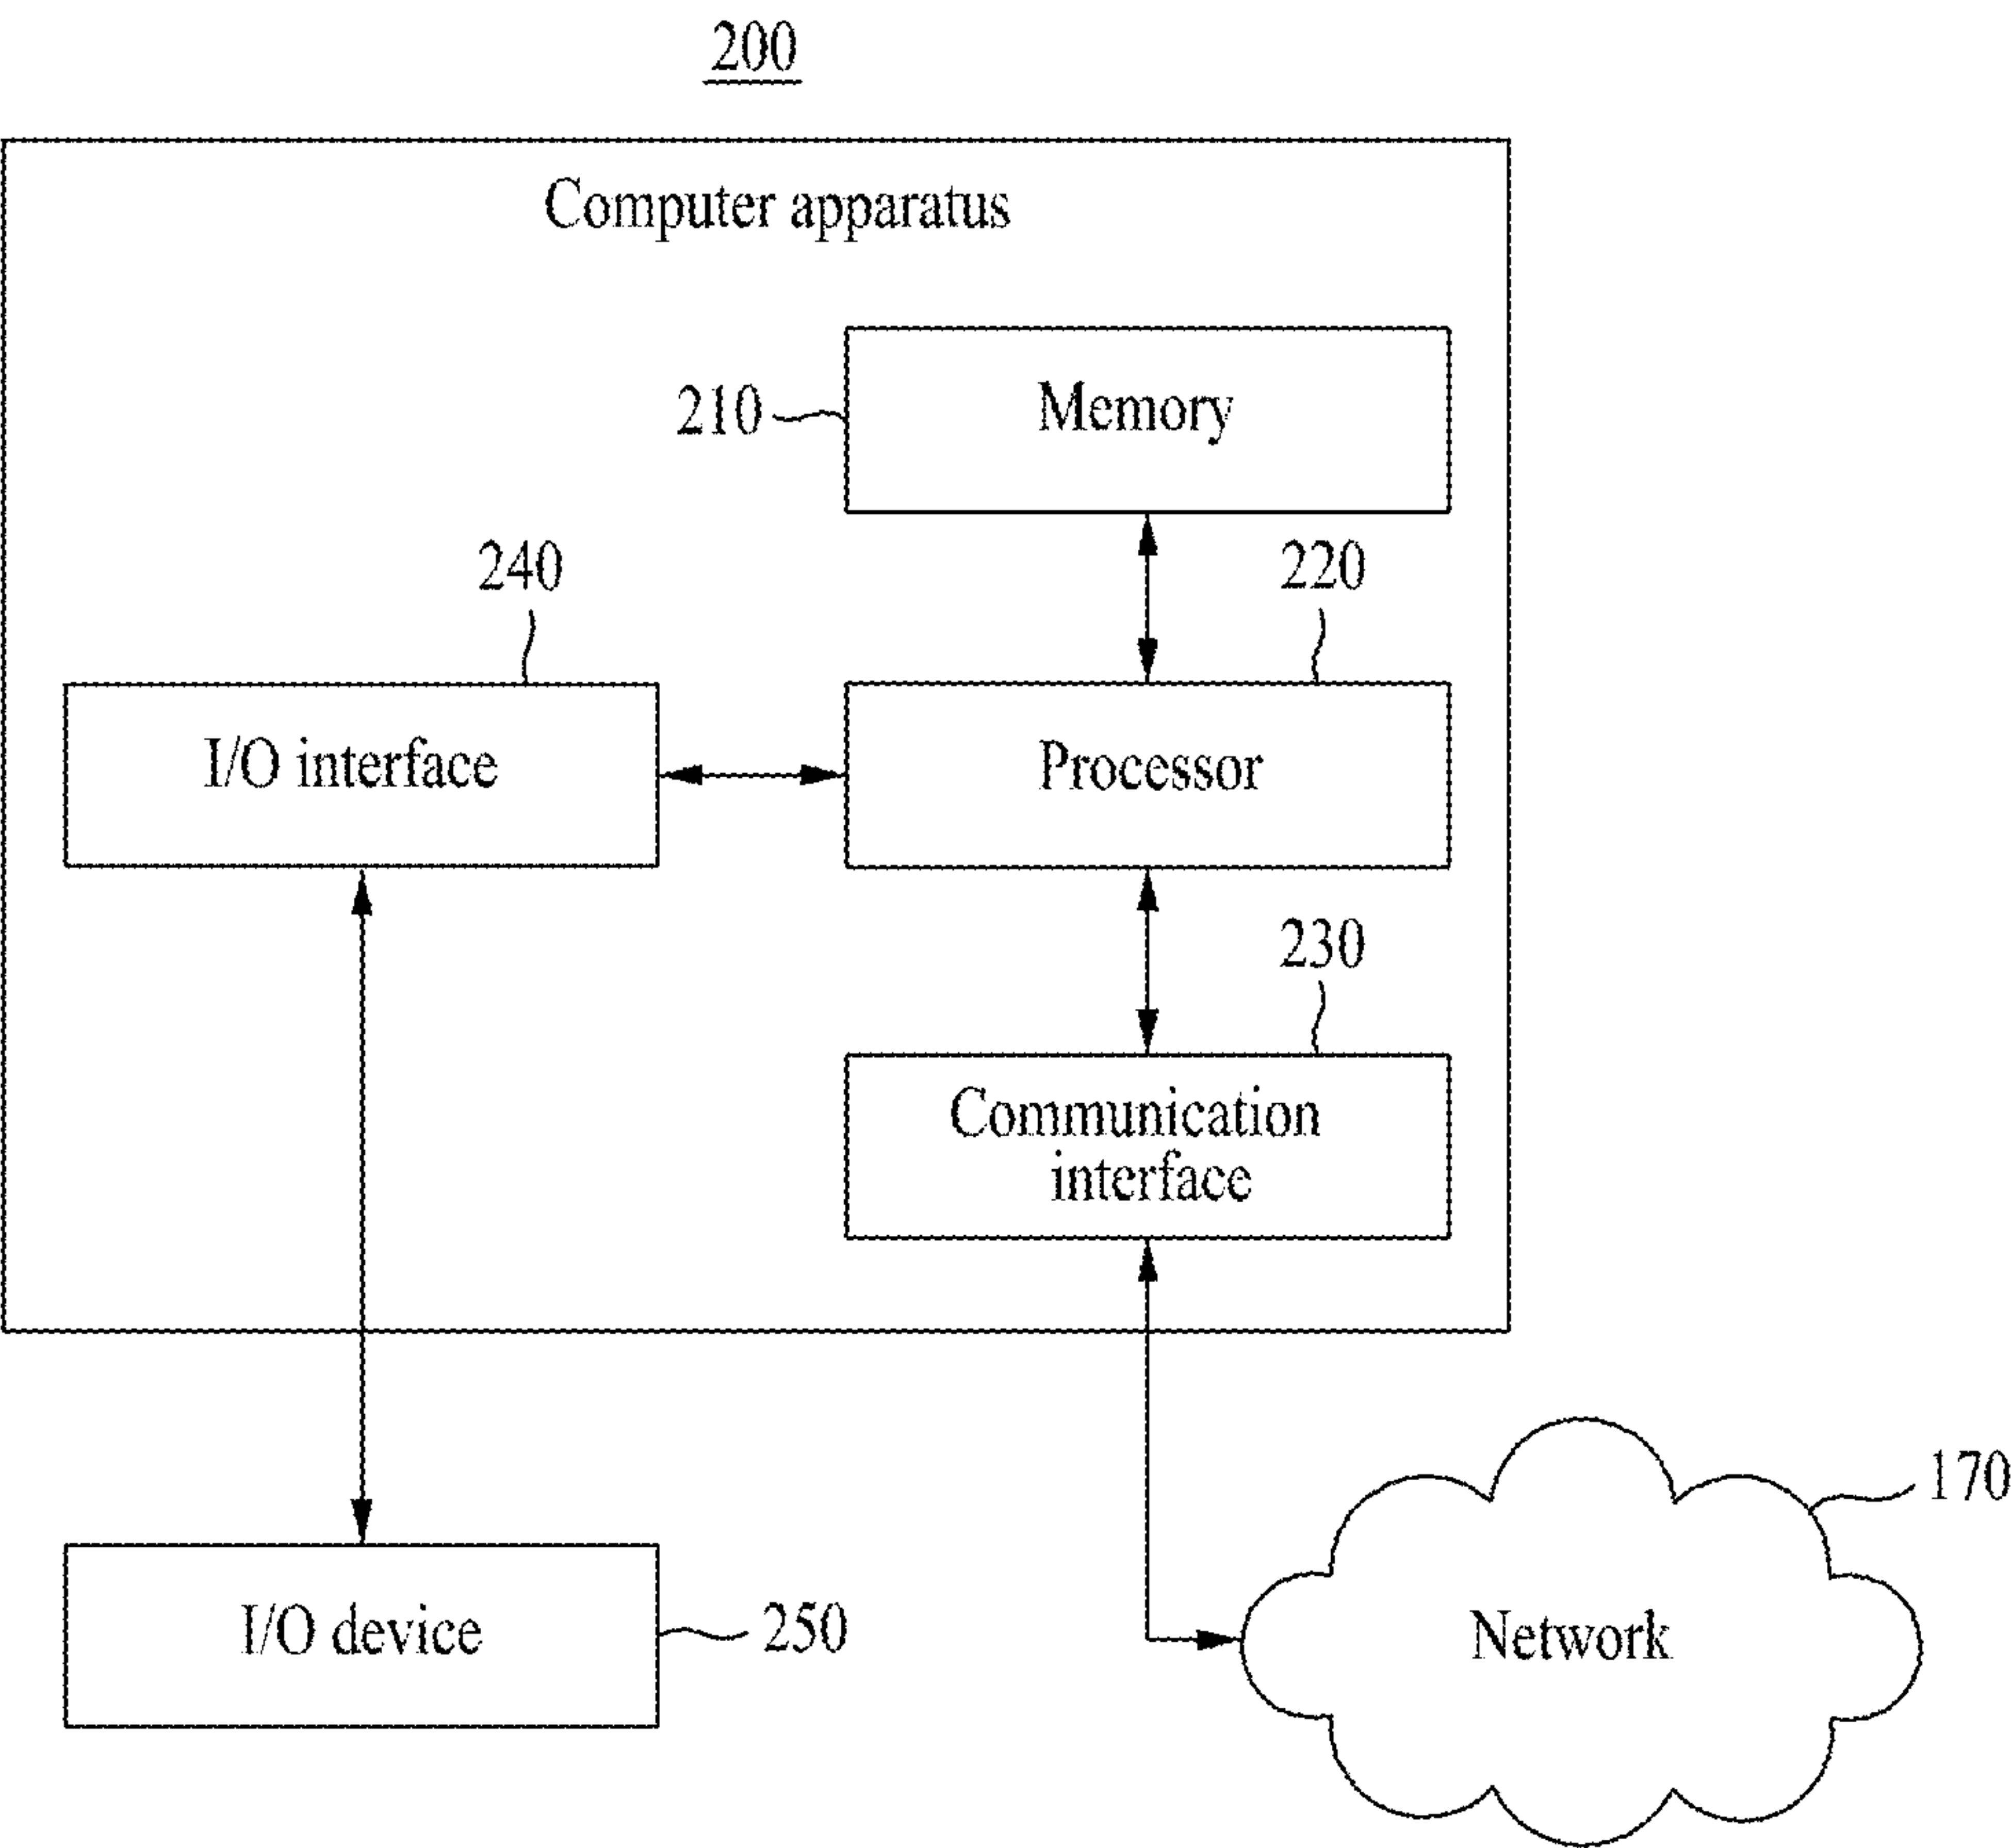 200
Computer apparatus
210
Memory
240
220
I/O interface
Processor
230
Communication
interface
170
I/O device
250
Network